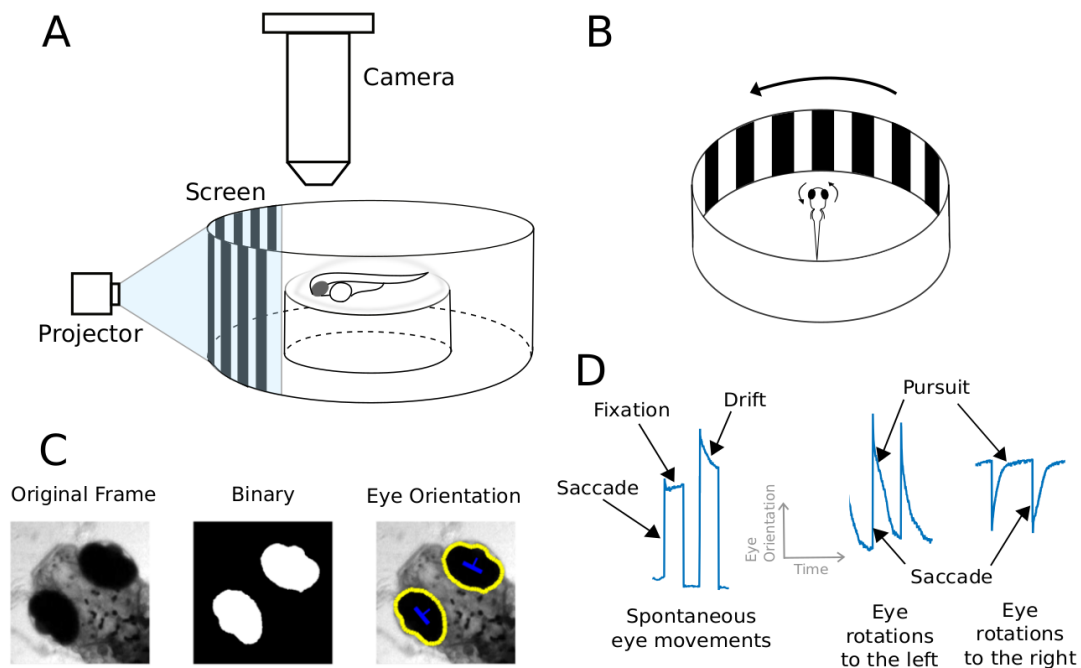 A
Camera
Screen
Projector
B
C
Original Frame
Binary
Eye Orientation
D
Fixation
Drift
Saccade
Pursuit
Eye
Orientation
Time
Saccade
Spontaneous
eye movements
Eye
rotations
to the left
Eye
rotations
to the right